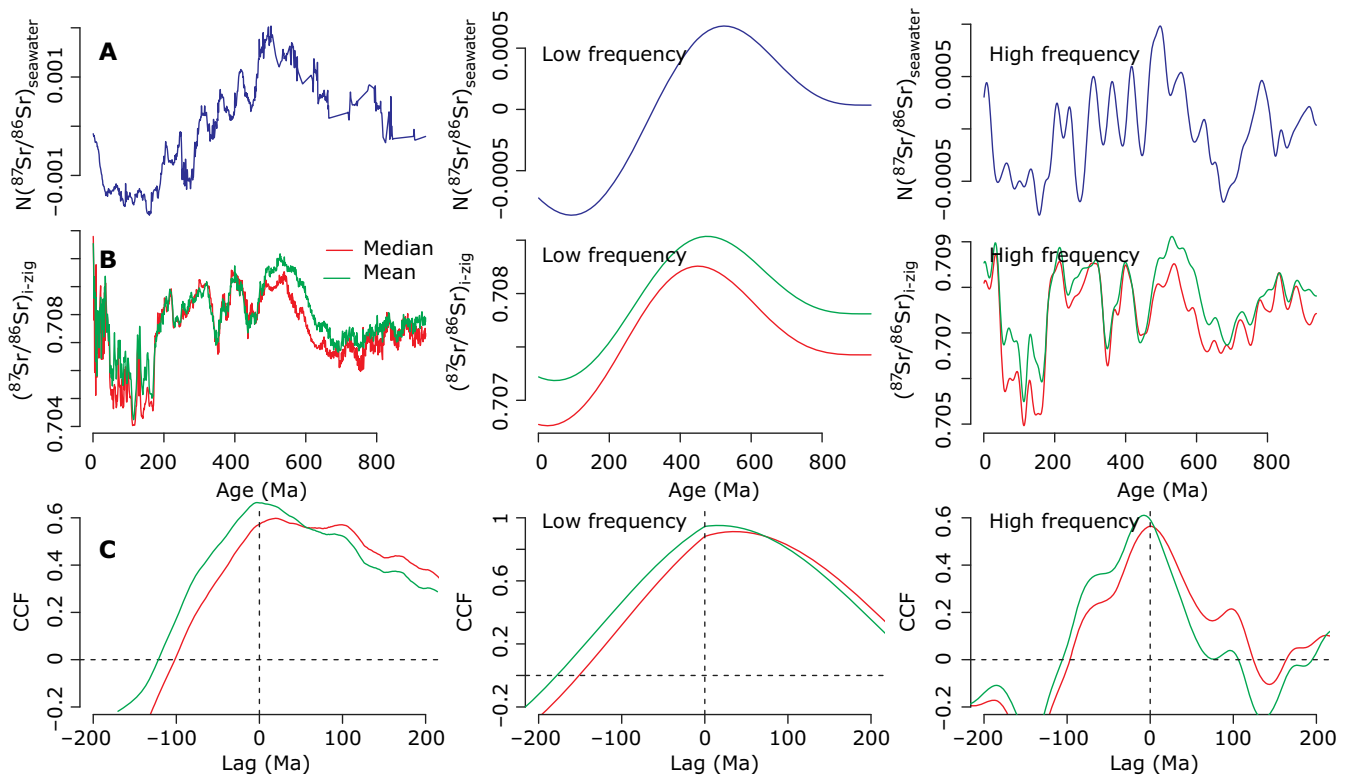 A
N(⁸⁷Sr/⁸⁶Sr)seawater
0.001
−0.001
Low frequency
N(⁸⁷Sr/⁸⁶Sr)seawater
0.0005
0
−0.0005
High frequency
N(⁸⁷Sr/⁸⁶Sr)seawater
0.0005
−0.0005
B
Median
Mean
(⁸⁷Sr/⁸⁶Sr)i-zig
0.708
0.704
0 200 400 600 800
Age (Ma)
Low frequency
(⁸⁷Sr/⁸⁶Sr)i-zig
0.708
0.707
0 200 400 600 800
Age (Ma)
High frequency
(⁸⁷Sr/⁸⁶Sr)i-zig
0.709
0.707
0.705
0 200 400 600 800
Age (Ma)
C
CCF
0.6
0.4
0.2
0
−0.2
−200 −100 0 100 200
Lag (Ma)
Low frequency
CCF
1
0.6
0.2
−0.2
−200 −100 0 100 200
Lag (Ma)
High frequency
CCF
0.6
0.4
0.2
0
−0.2
−200 −100 0 100 200
Lag (Ma)